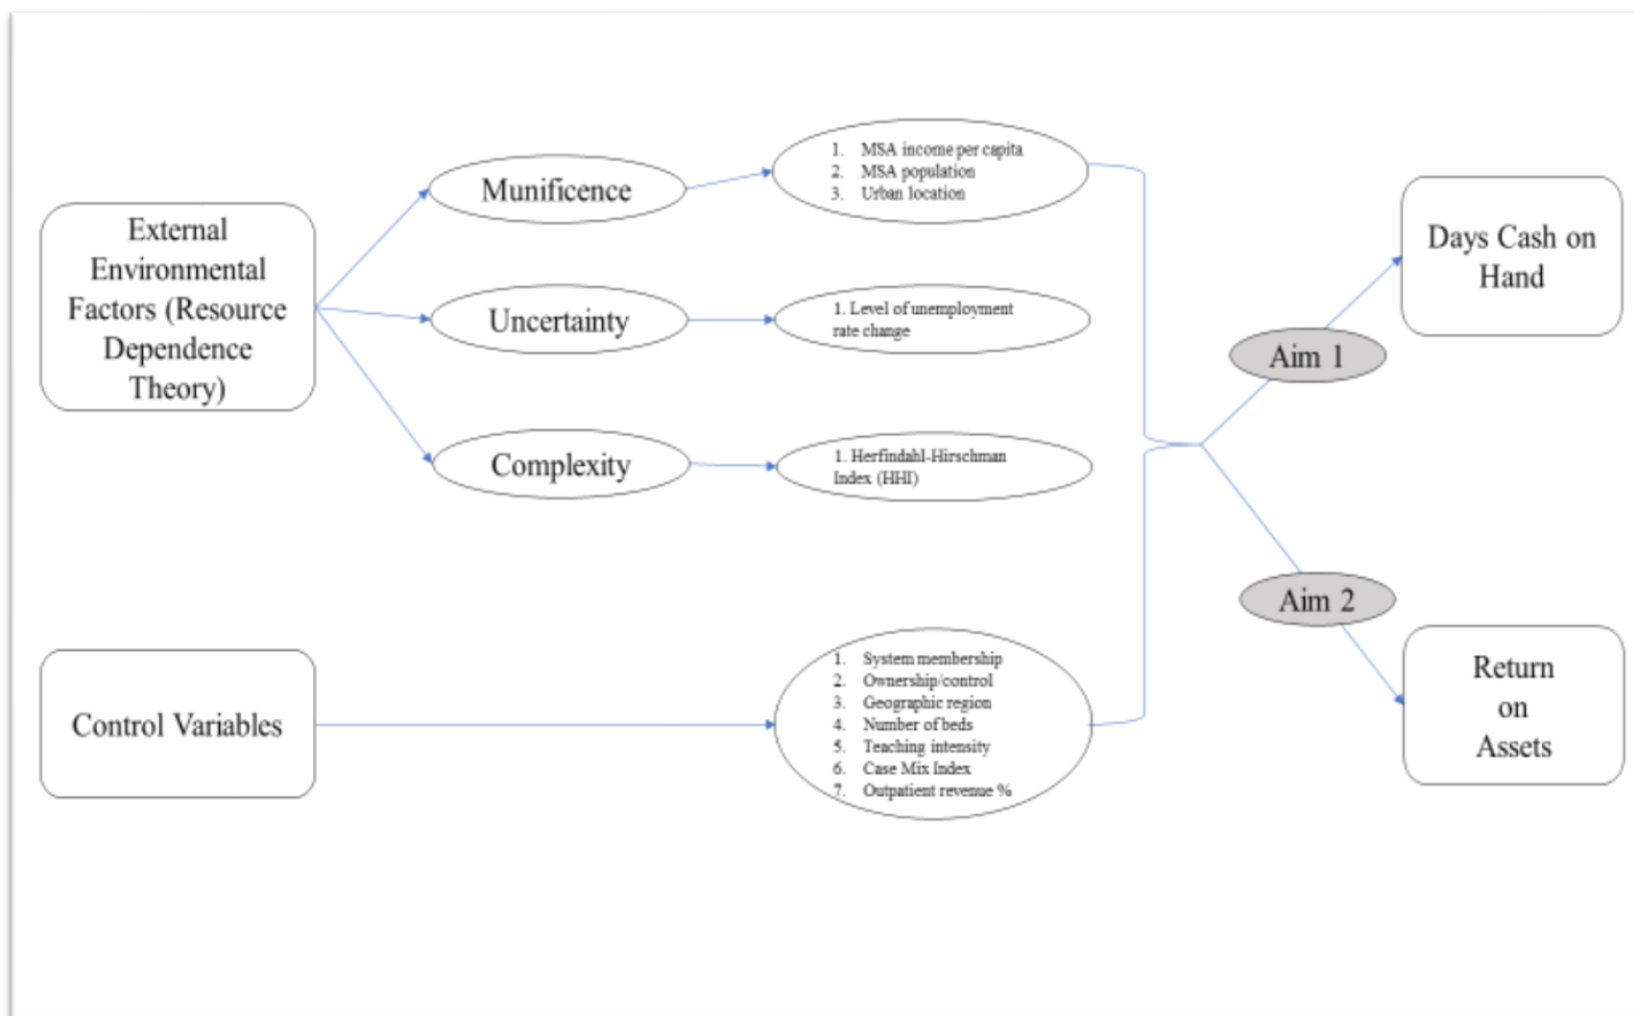 External
Environmental
Factors (Resource
Dependence
Theory)
Munificence
1. MSA income per capita
2. MSA population
3. Urban location
Uncertainty
1. Level of unemployment
rate change
Complexity
1. Herfindahl-Hirschman
Index (HHI)
Control Variables
1. System membership
2. Ownership/control
3. Geographic region
4. Number of beds
5. Teaching intensity
6. Case Mix Index
7. Outpatient revenue %
Aim 1
Days Cash on
Hand
Aim 2
Return
on
Assets